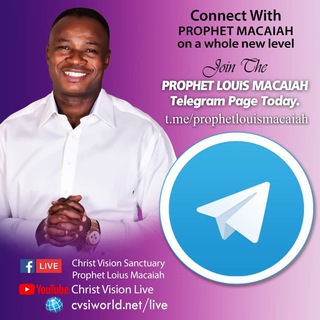 Connect With
PROPHET MACAIAH
on a whole new level
Join The
PROPHET LOUIS MACAIAH
Telegram Page Today.
t.me/prophetlouismacaiah
f LIVE Christ Vision Sanctuary
Prophet Loius Macaiah
YouTube Christ Vision Live
cvsiworld.net/live